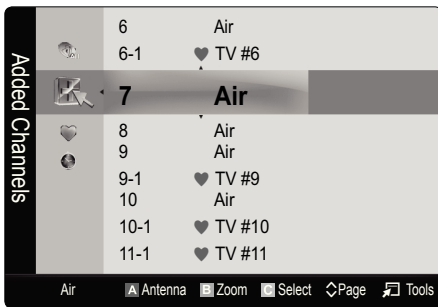 Added Channels
6 Air
6-1 ♥ TV #6
7 Air
8 Air
9 Air
9-1 ♥ TV #9
10 Air
10-1 ♥ TV #10
11-1 ♥ TV #11
Air A Antenna B Zoom C Select Page Tools